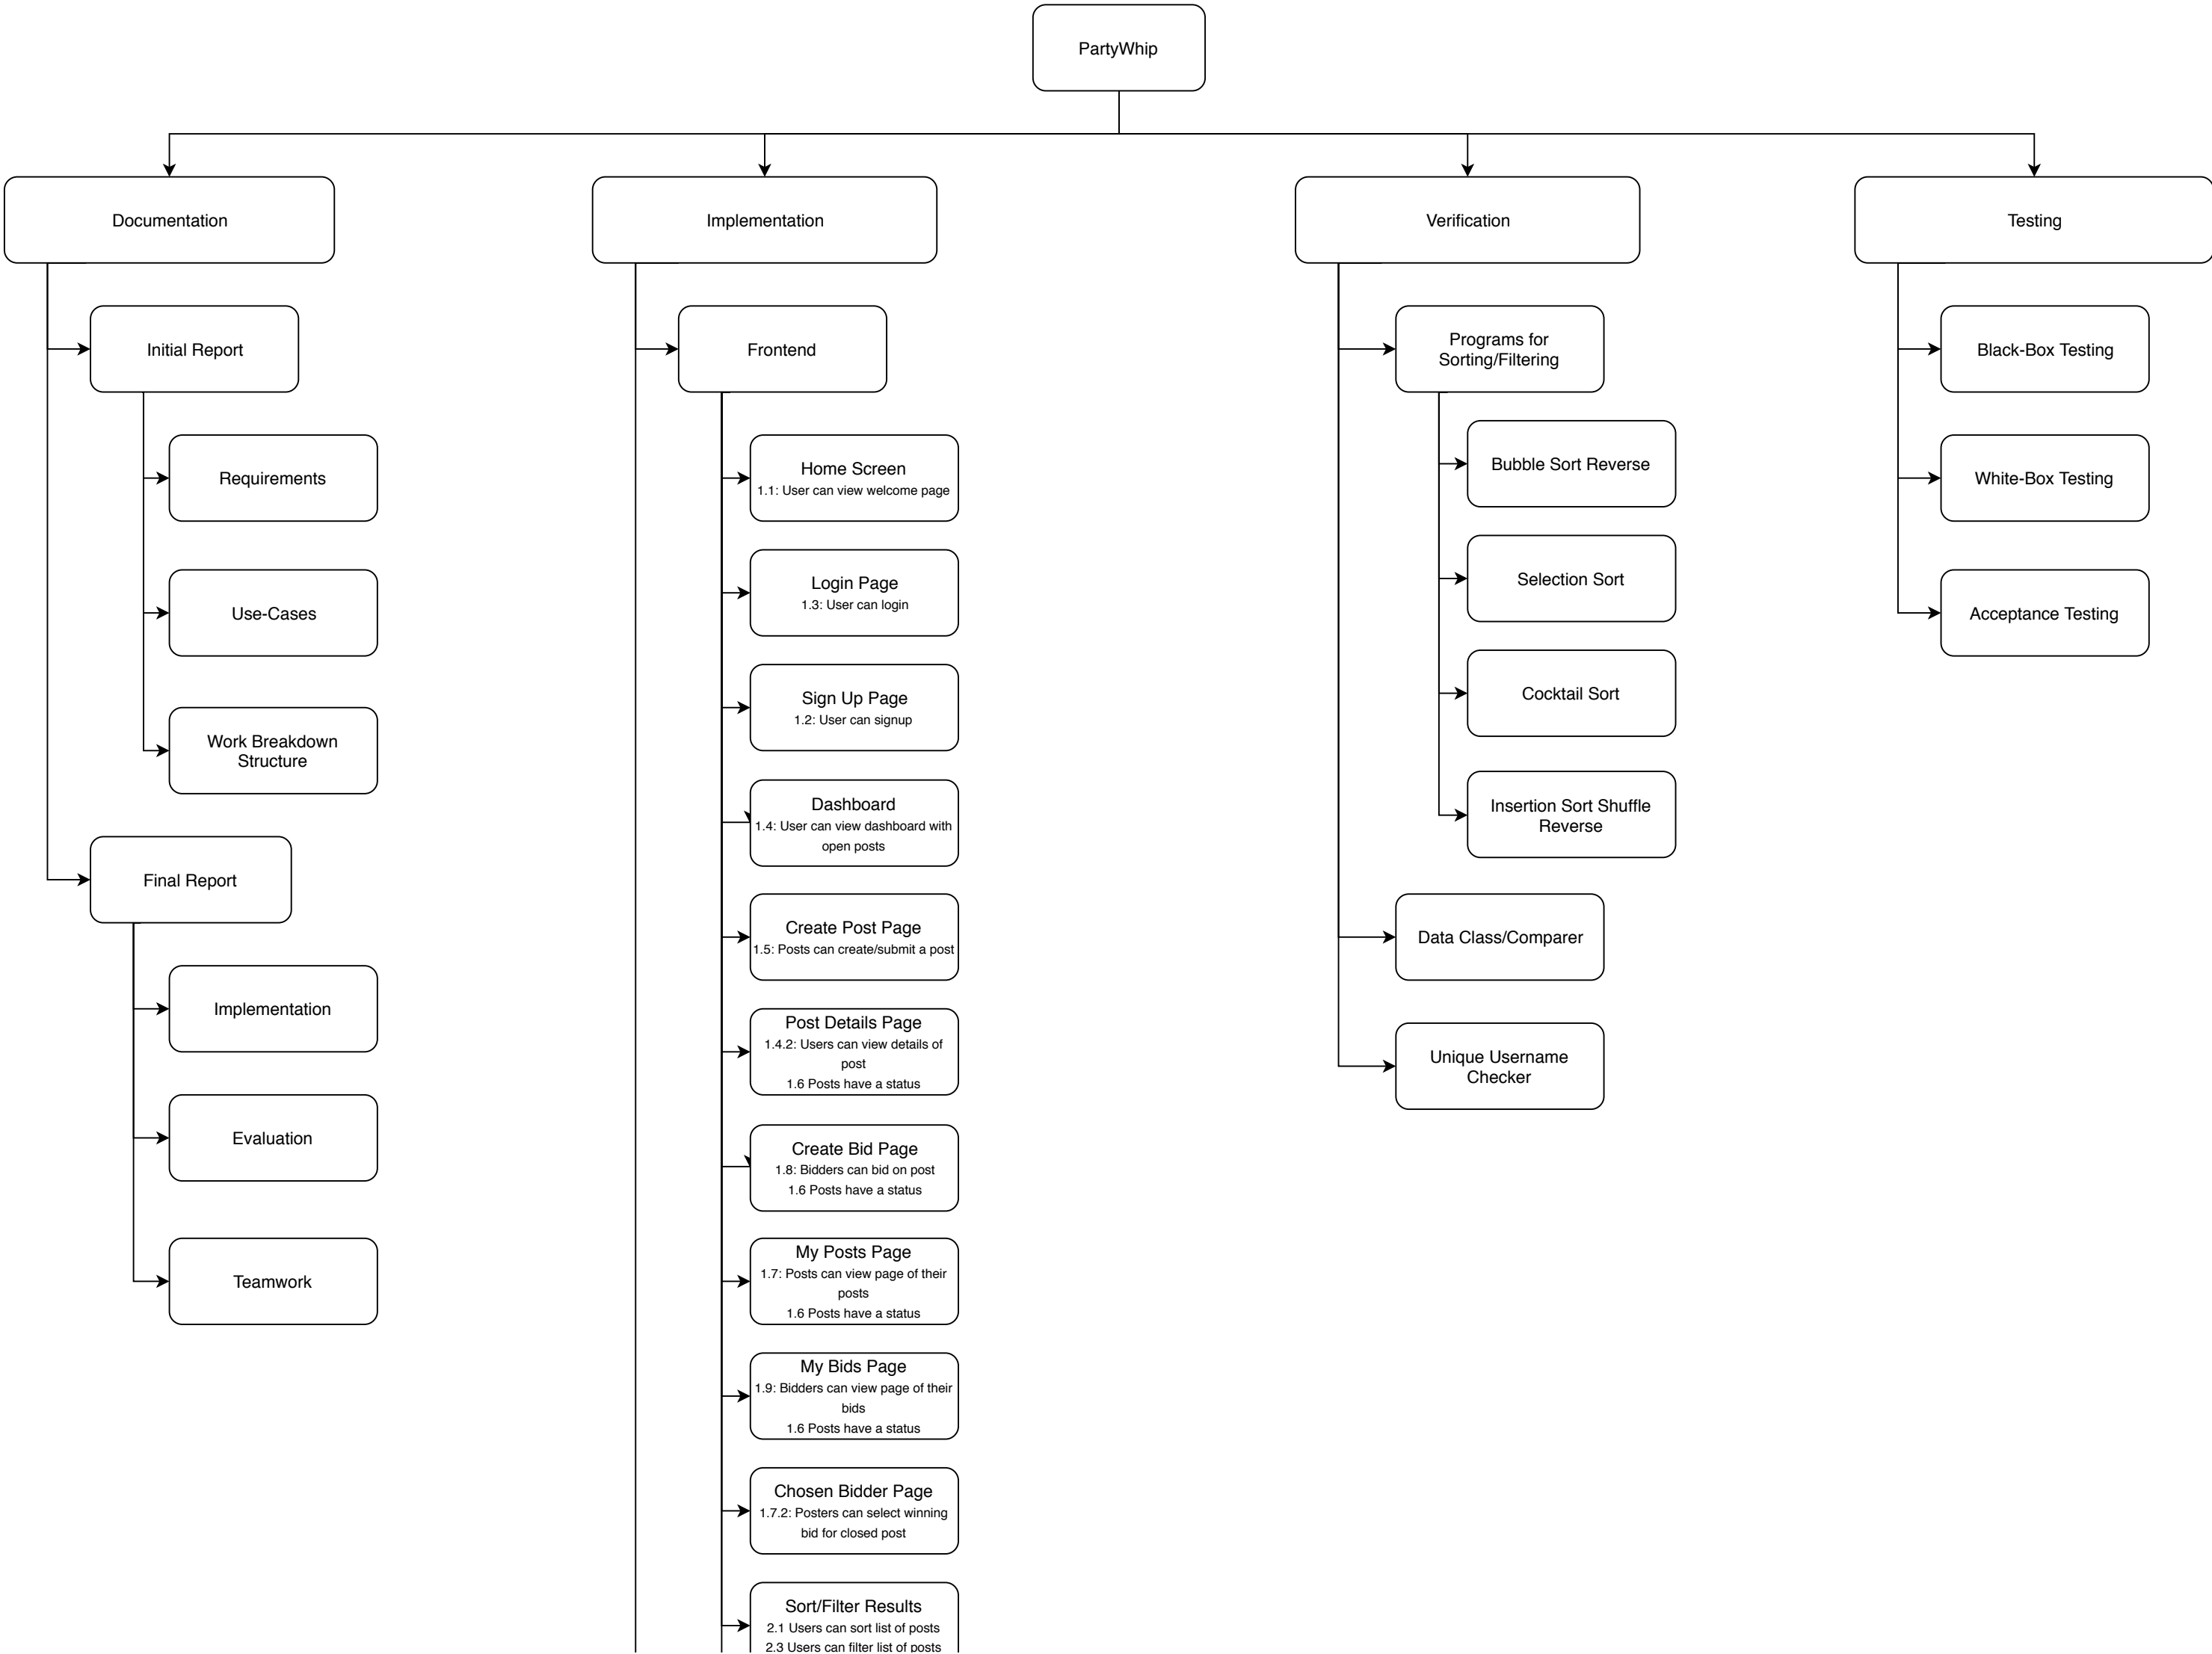 PartyWhip
Documentation
Implementation
Verification
Testing
Initial Report
Requirements
Use-Cases
Work Breakdown
Structure
Final Report
Implementation
Evaluation
Teamwork
Frontend
Home Screen
1.1: User can view welcome page
Login Page
1.3: User can login
Sign Up Page
1.2: User can signup
Dashboard
1.4: User can view dashboard with
open posts
Create Post Page
1.5: Posts can create/submit a post
Post Details Page
1.4.2: Users can view details of
post
1.6 Posts have a status
Create Bid Page
1.8: Bidders can bid on post
1.6 Posts have a status
My Posts Page
1.7: Posts can view page of their
posts
1.6 Posts have a status
My Bids Page
1.9: Bidders can view page of their
bids
1.6 Posts have a status
Chosen Bidder Page
1.7.2: Posters can select winning
bid for closed post
Sort/Filter Results
2.1 Users can sort list of posts
2.3 Users can filter list of posts
Programs for
Sorting/Filtering
Bubble Sort Reverse
Selection Sort
Cocktail Sort
Insertion Sort Shuffle
Reverse
Data Class/Comparer
Unique Username
Checker
Black-Box Testing
White-Box Testing
Acceptance Testing